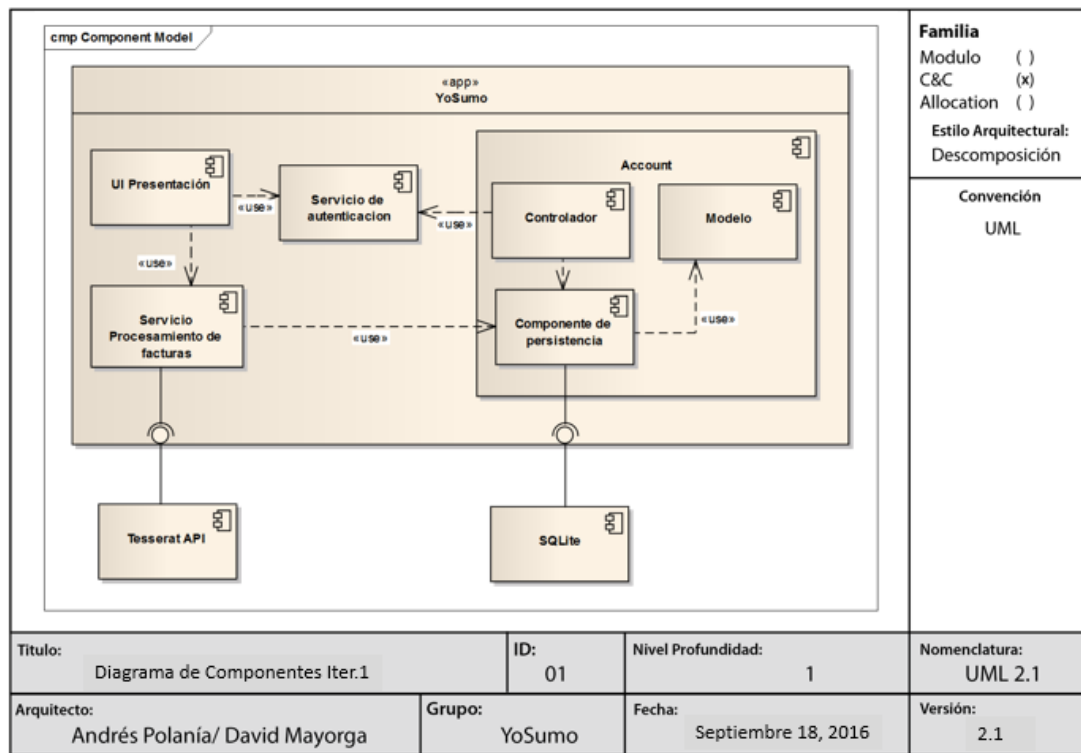 cmp Component Model
«app»
YoSumo
UI Presentación
«use»
Servicio de
autenticacion
«use»
Account
Controlador
Modelo
«use»
Servicio
Procesamiento de
facturas
«use»
Componente de
persistencia
«use»
Tesserat API
SQLite
Familia
Modulo ( )
C&C (x)
Allocation ( )
Estilo Arquitectural:
Descomposición
Convención
UML
Titulo:
Diagrama de Componentes Iter.1
ID:
01
Nivel Profundidad:
1
Nomenclatura:
UML 2.1
Arquitecto:
Andrés Polanía/ David Mayorga
Grupo:
YoSumo
Fecha:
Septiembre 18, 2016
Versión:
2.1